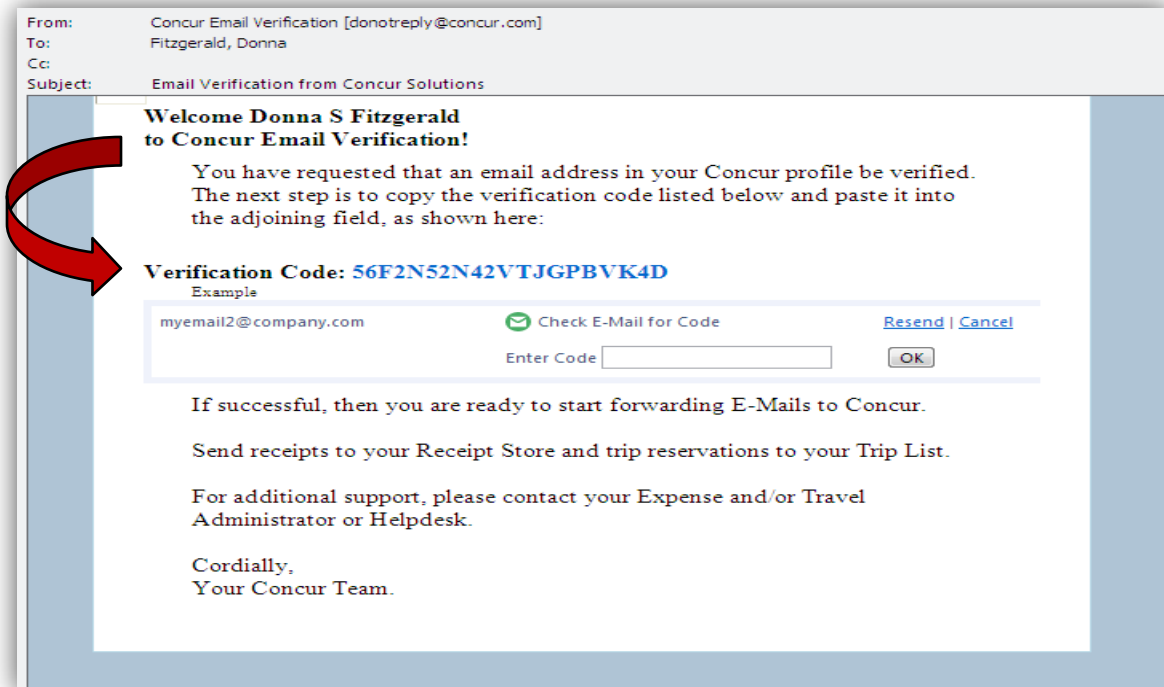 From: Concur Email Verification [donotreply@concur.com]
To: Fitzgerald, Donna
Cc:
Subject: Email Verification from Concur Solutions
Welcome Donna S Fitzgerald
to Concur Email Verification!
You have requested that an email address in your Concur profile be verified.
The next step is to copy the verification code listed below and paste it into
the adjoining field, as shown here:
Verification Code: 56F2N52N42VTJGPBVK4D
Example
myemail2@company.com Check E-Mail for Code Resend | Cancel
Enter Code OK
If successful, then you are ready to start forwarding E-Mails to Concur.
Send receipts to your Receipt Store and trip reservations to your Trip List.
For additional support, please contact your Expense and/or Travel
Administrator or Helpdesk.
Cordially,
Your Concur Team.